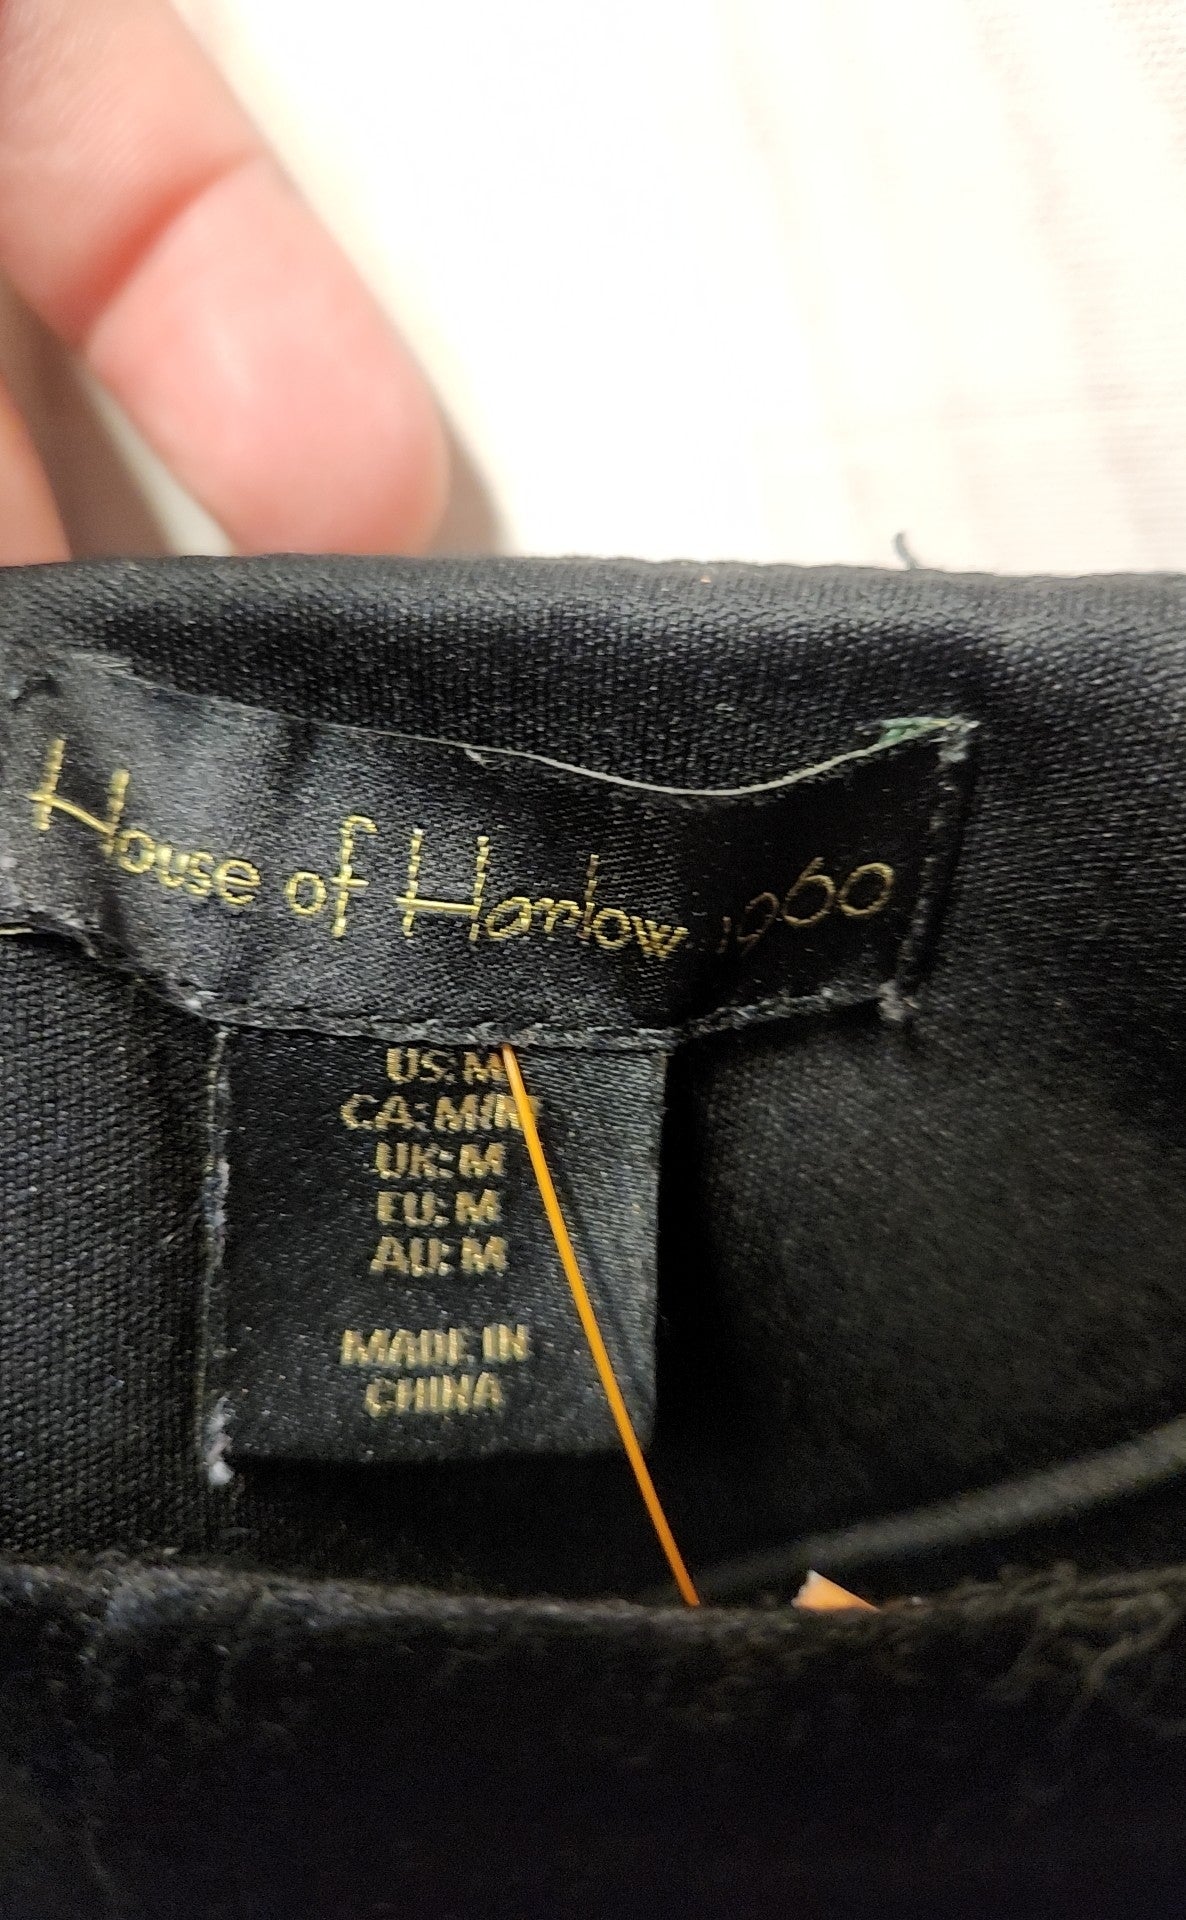 House of Harlow 1960
US: M
CA: M/M
UK: M
EU: M
AU: M
MADE IN
CHINA